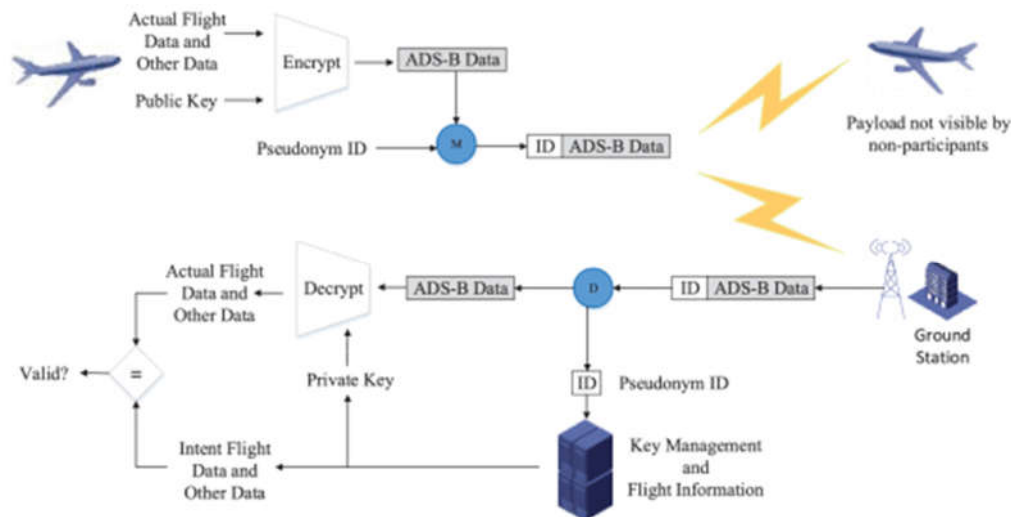 Actual Flight
Data and
Other Data
Public Key
Encrypt
ADS-B Data
Pseudonym ID
M
ID
ADS-B Data
Payload not visible by
non-participants
Actual Flight
Data and
Other Data
Decrypt
ADS-B Data
D
ID
ADS-B Data
Ground
Station
Valid?
=
Private Key
ID
Pseudonym ID
Intent Flight
Data and
Other Data
Key Management
and
Flight Information